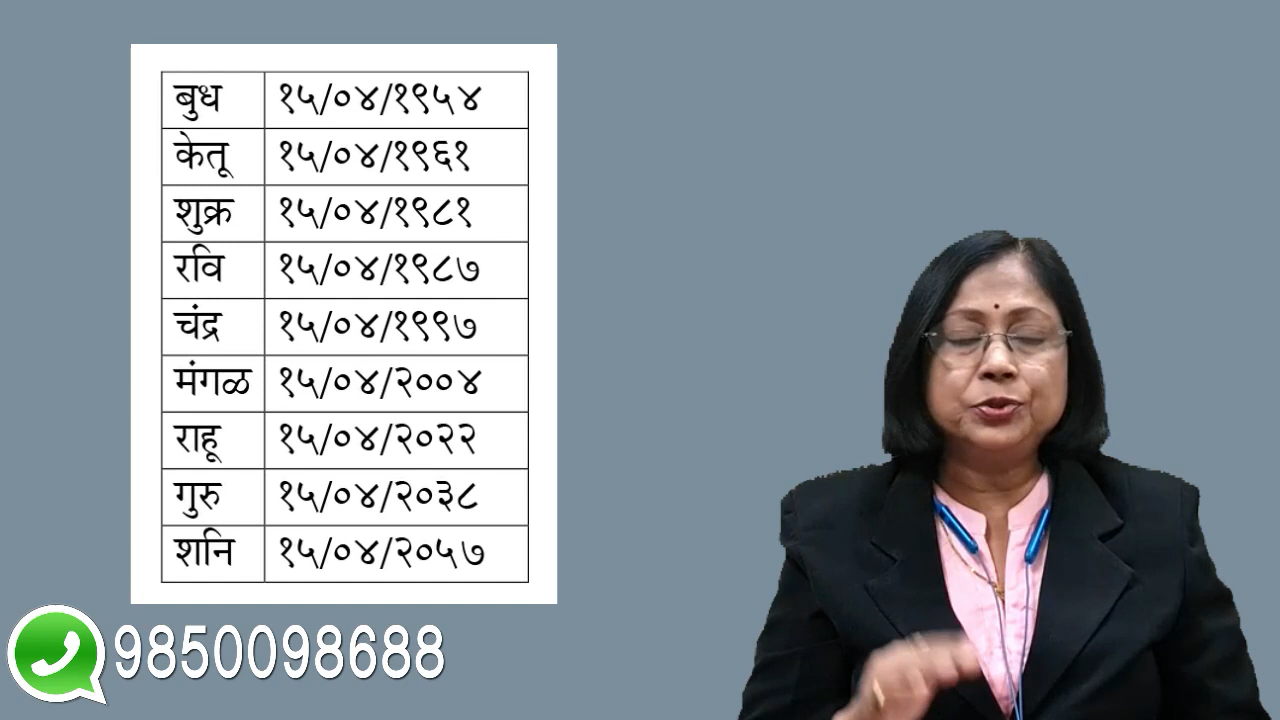 बुध १५/०४/१९५४
केतू १५/०४/१९६१
शुक्र १५/०४/१९८१
रवि १५/०४/१९८७
चंद्र १५/०४/१९९७
मंगळ १५/०४/२००४
राहू १५/०४/२०२२
गुरु १५/०४/२०३८
शनि १५/०४/२०५७
9850098688